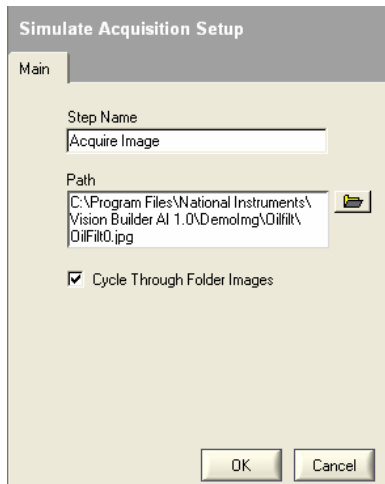 Simulate Acquisition Setup
Main
Step Name
Acquire Image
Path
C:\Program Files\National Instruments\
Vision Builder AI 1.0\DemoImg\Oilfilt\
OilFilt0.jpg
Cycle Through Folder Images
OK
Cancel